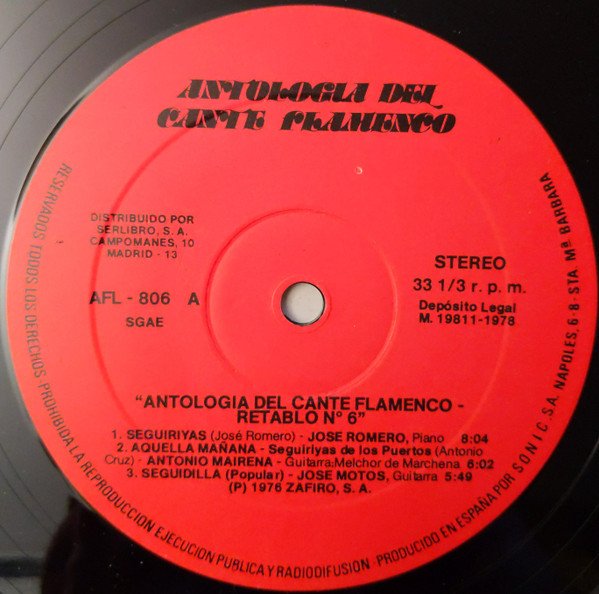 ANTOLOGIA DEL
CANTE FLAMENCO
DISTRIBUIDO POR
SERLIBRO, S.A.
CAMPOMANES, 10
MADRID - 13
AFL - 806 A
SGAE
STEREO
33 1/3 r. p. m.
Depósito Legal
M. 19811-1978
"ANTOLOGIA DEL CANTE FLAMENCO -
RETABLO Nº 6"
1. SEGUIRIYAS (José Romero) - JOSE ROMERO, Piano 8:04
2. AQUELLA MAÑANA - Seguiriyas de los Puertos (Antonio
Cruz) - ANTONIO MAIRENA - Guitarra: Melchor de Marchena 6:02
3. SEGUIDILLA (Popular) - JOSE MOTOS, Guitarra 5:49
(P) 1976 ZAFIRO, S. A.
RESERVADOS TODOS LOS DERECHOS PROHIBIDA LA REPRODUCCION EJECUCION PUBLICA Y RADIODIFUSION - PRODUCIDO EN ESPAÑA POR SONIC, S.A. NAPOLES, 6-8 - STA. Mª BARBARA